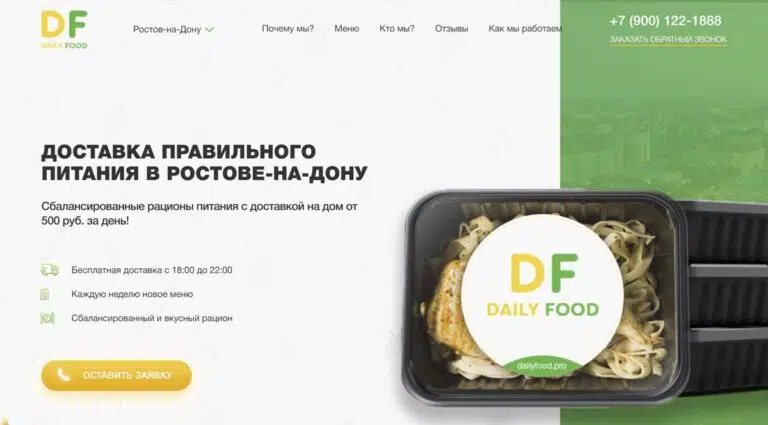 DF
DAILY FOOD
Ростов-на-Дону
Почему мы?
Меню
Кто мы?
Отзывы
Как мы работаем
+7 (900) 122-1888
ЗАКАЗАТЬ ОБРАТНЫЙ ЗВОНОК
ДОСТАВКА ПРАВИЛЬНОГО
ПИТАНИЯ В РОСТОВЕ-НА-ДОНУ
Сбалансированные рационы питания с доставкой на дом от
500 руб. за день!
Бесплатная доставка с 18:00 до 22:00
Каждую неделю новое меню
Сбалансированный и вкусный рацион
ОСТАВИТЬ ЗАЯВКУ
DF
DAILY FOOD
dailyfood.pro